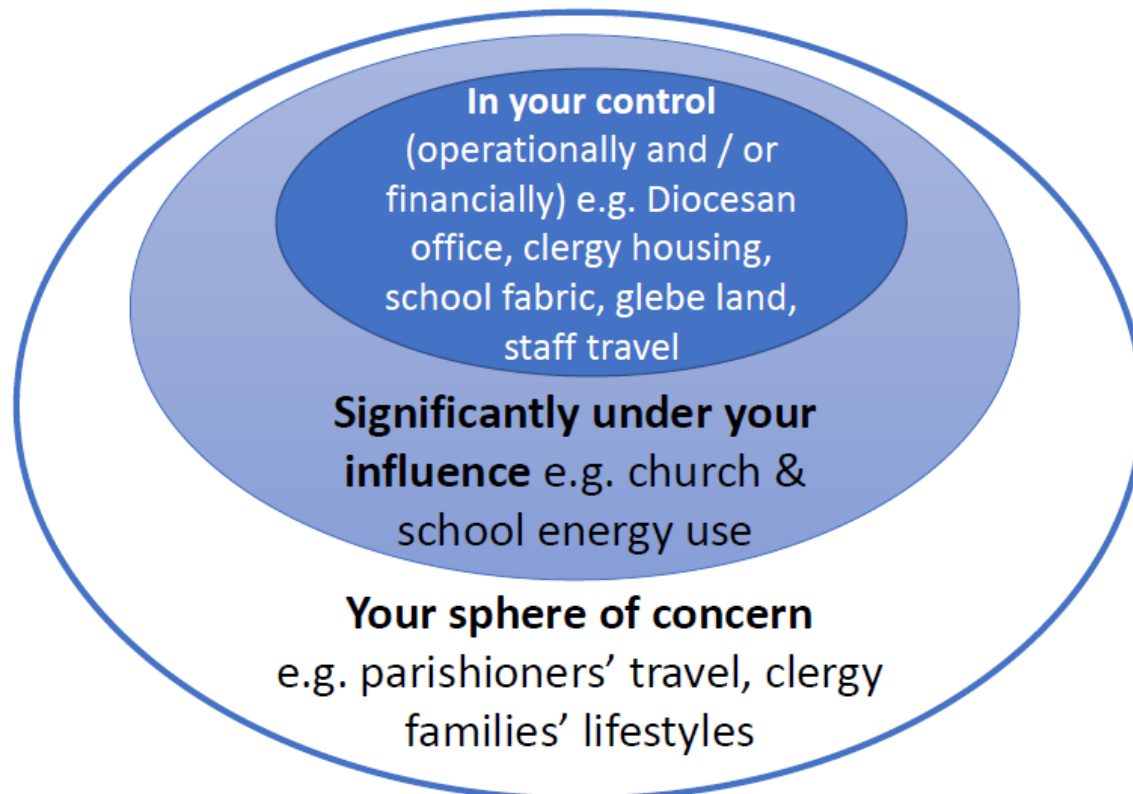 In your control
(operationally and / or
financially) e.g. Diocesan
office, clergy housing,
school fabric, glebe land,
staff travel
Significantly under your
influence e.g. church &
school energy use
Your sphere of concern
e.g. parishioners’ travel, clergy
families’ lifestyles